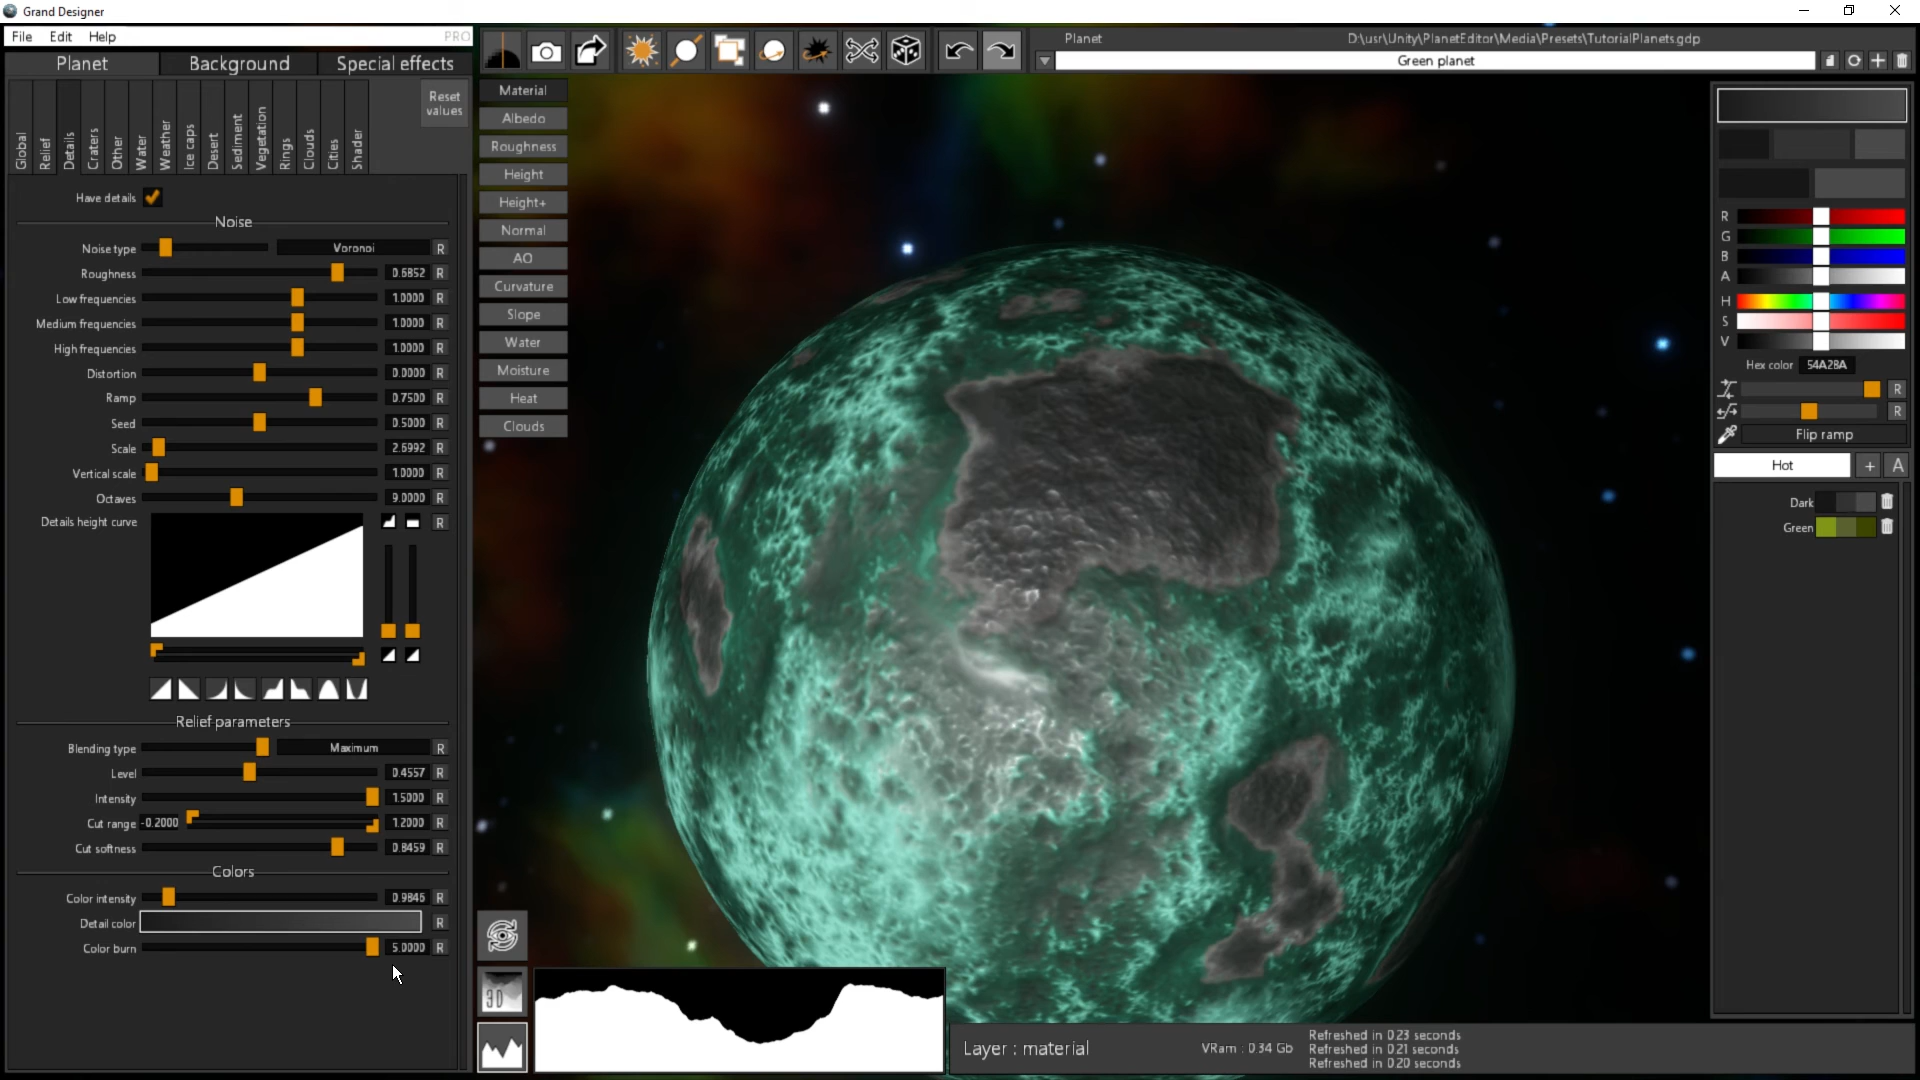 Grand Designer
File Edit Help PRO
Planet Background Special effects
Global Relief Details Craters Other Water Weather Ice caps Desert Sediment Vegetation Rings Clouds Cities Shader
Reset values
Have details
Noise
Noise type Voronoi R
Roughness 0.6852 R
Low frequencies 1.0000 R
Medium frequencies 1.0000 R
High frequencies 1.0000 R
Distortion 0.0000 R
Ramp 0.7500 R
Seed 0.5000 R
Scale 2.6992 R
Vertical scale 1.0000 R
Octaves 9.0000 R
Details height curve R
Relief parameters
Blending type Maximum R
Level 0.4557 R
Intensity 1.5000 R
Cut range -0.2000 1.2000 R
Cut softness 0.8459 R
Colors
Color intensity 0.9846 R
Detail color R
Color burn 5.0000 R
Material
Albedo
Roughness
Height
Height+
Normal
AO
Curvature
Slope
Water
Moisture
Heat
Clouds
3D
Planet D:\usr\Unity\PlanetEditor\Media\Presets\TutorialPlanets.gdp
Green planet
R
G
B
A
H
S
V
Hex color 54A28A
R
R
Flip ramp
Hot + A
Dark
Green
Layer : material
VRam : 0.34 Gb
Refreshed in 0.23 seconds
Refreshed in 0.21 seconds
Refreshed in 0.20 seconds